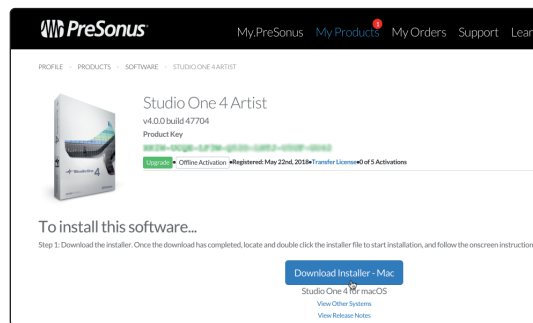 PreSonus
My.PreSonus My Products 1 My Orders Support Lear
PROFILE PRODUCTS SOFTWARE STUDIO ONE 4 ARTIST
Studio One 4 Artist
v4.0.0 build 47704
Product Key
Upgrade • Offline Activation •Registered: May 22nd, 2018•Transfer License•0 of 5 Activations
StudioOne 4
To install this software...
Step 1: Download the installer. Once the download has completed, locate and double click the installer file to start installation, and follow the onscreen instruction
Download Installer - Mac
Studio One 4 for macOS
View Other Systems
View Release Notes